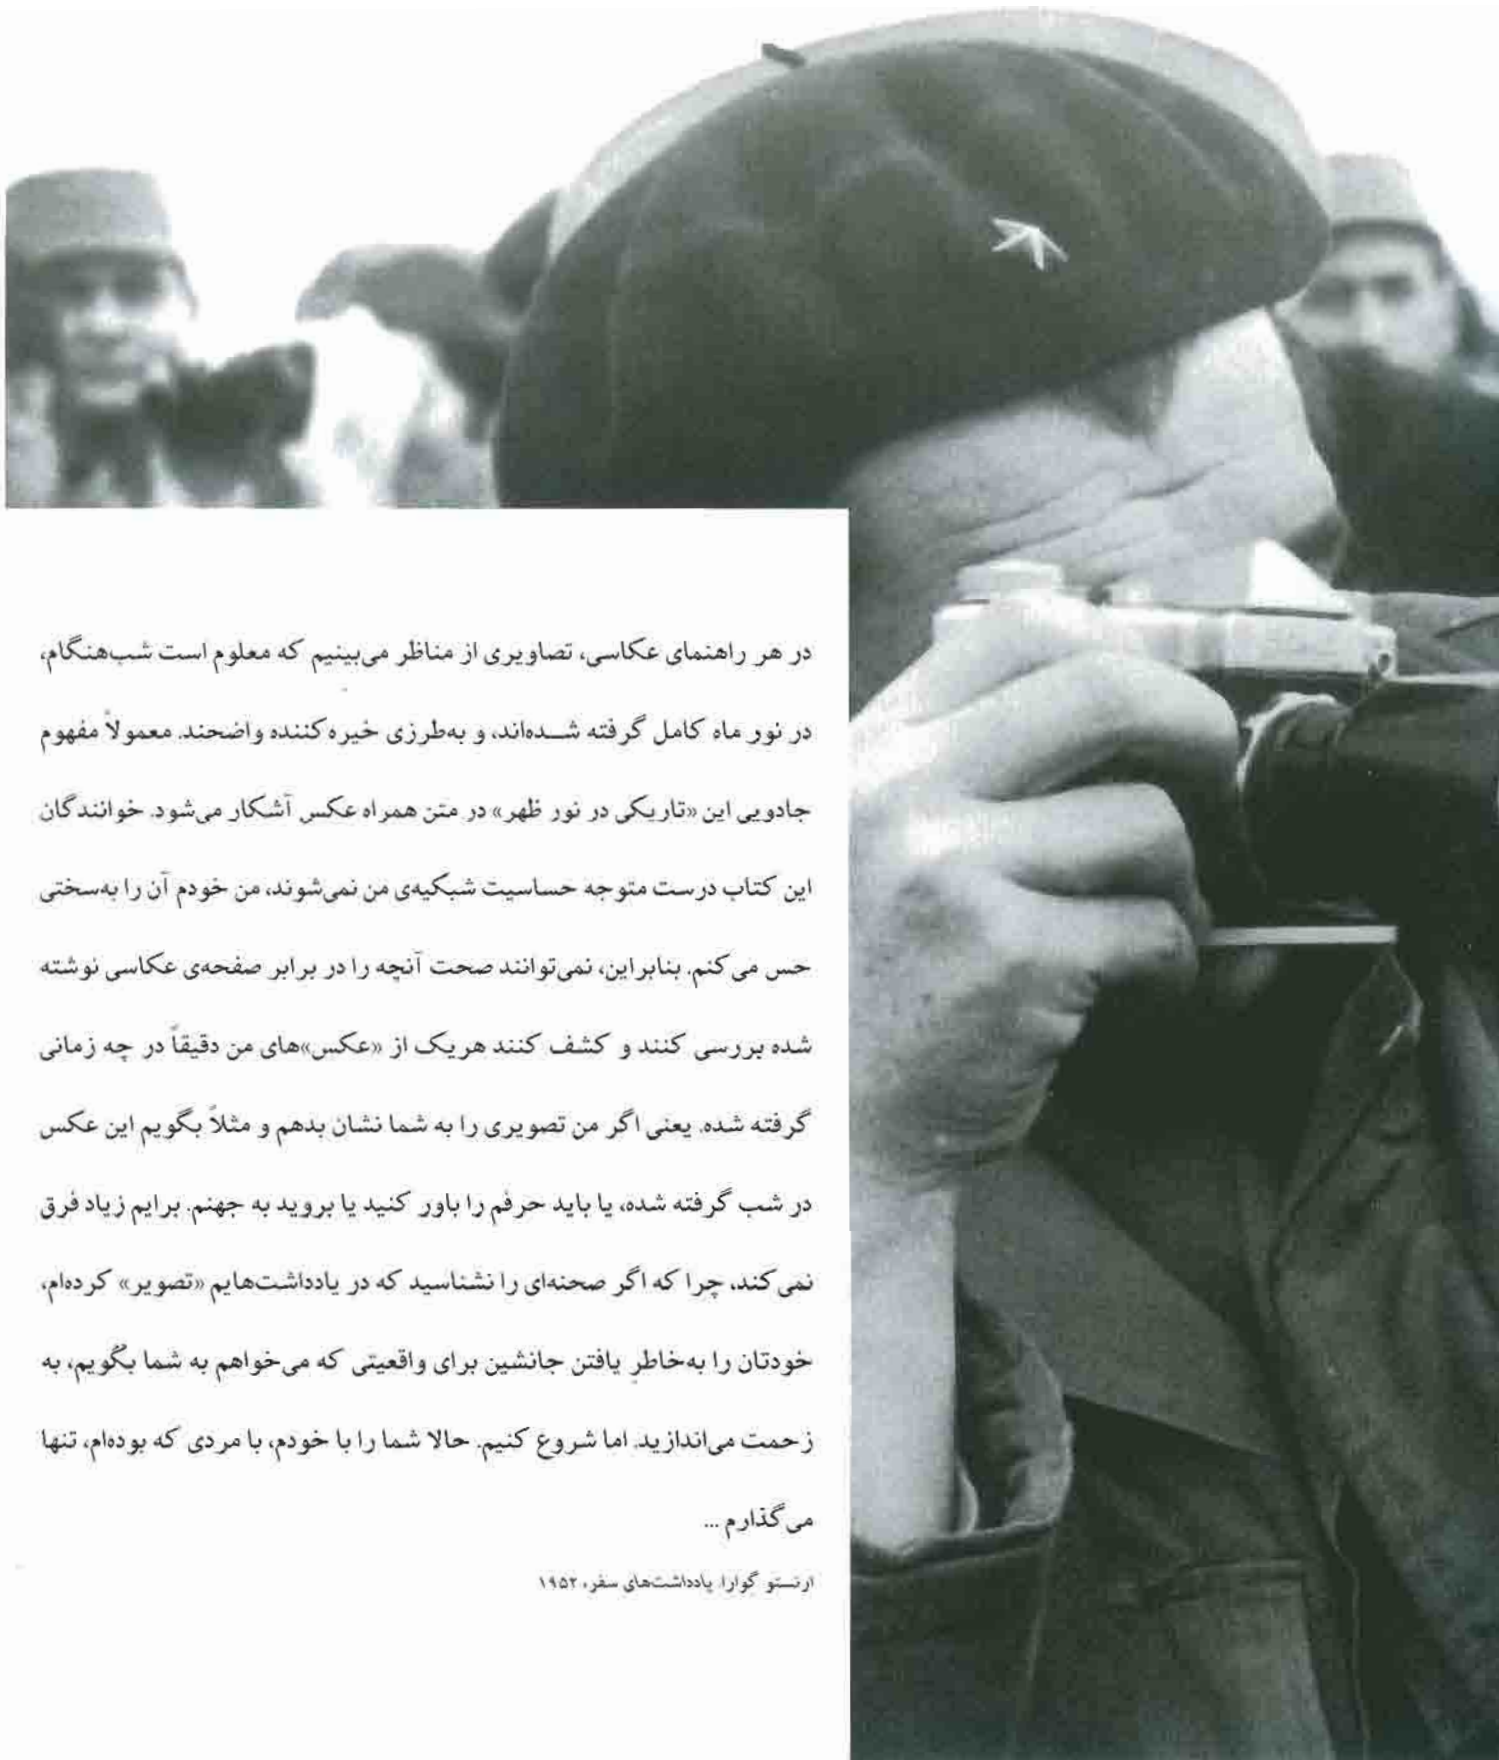 در هر راهنمای عکاسی، تصاویری از مناظر می‌بینیم که معلوم است شب‌هنگام،
در نور ماه کامل گرفته شــده‌اند، و به‌طرزی خیره کننده واضحند. معمولاً مفهوم
جادویی این «تاریکی در نور ظهر» در متن همراه عکس آشکار می‌شود. خوانندگان
این کتاب درست متوجه حساسیت شبکیه‌ی من نمی‌شوند، من خودم آن را به‌سختی
حس می‌کنم. بنابراین، نمی‌توانند صحت آنچه را در برابر صفحه‌ی عکاسی نوشته
شده بررسی کنند و کشف کنند هریک از «عکس»های من دقیقاً در چه زمانی
گرفته شده. یعنی اگر من تصویری را به شما نشان بدهم و مثلاً بگویم این عکس
در شب گرفته شده، یا باید حرفم را باور کنید یا بروید به جهنم. برایم زیاد فرق
نمی‌کند، چرا که اگر صحنه‌ای را نشناسید که در یادداشت‌هایم «تصویر» کرده‌ام،
خودتان را به‌خاطر یافتن جانشین برای واقعیتی که می‌خواهم به شما بگویم، به
زحمت می‌اندازید. اما شروع کنیم. حالا شما را با خودم، با مردی که بوده‌ام، تنها
می‌گذارم ...
ارنستو گوارا. یادداشت‌های سفر، ۱۹۵۲